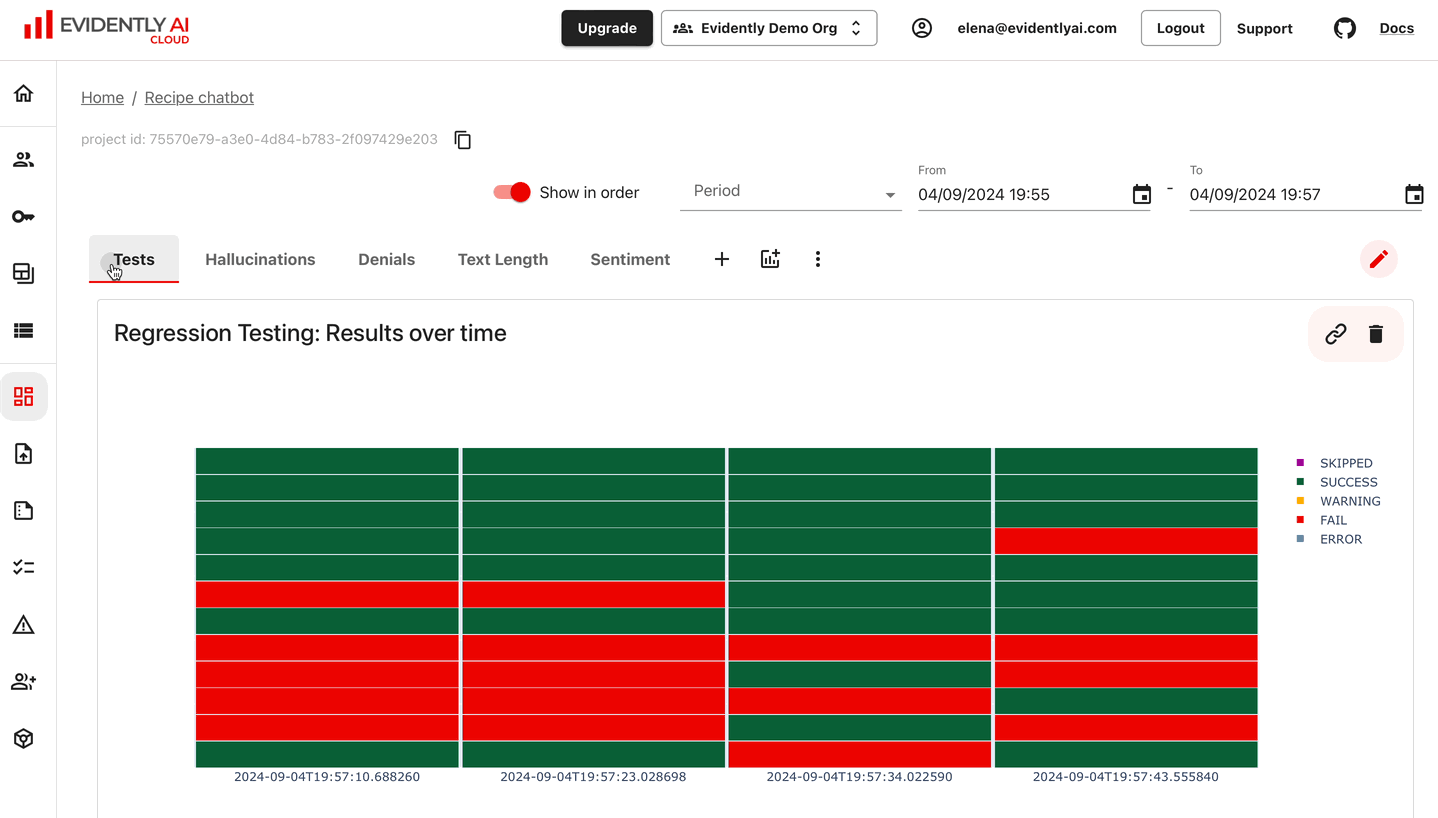 EVIDENTLY AI
CLOUD
Upgrade
Evidently Demo Org
elena@evidentlyai.com
Logout
Support
Docs
Home / Recipe chatbot
project id: 75570e79-a3e0-4d84-b783-2f097429e203
Show in order
Period
From
04/09/2024 19:55
-
To
04/09/2024 19:57
Tests
Hallucinations
Denials
Text Length
Sentiment
Regression Testing: Results over time
SKIPPED
SUCCESS
WARNING
FAIL
ERROR
2024-09-04T19:57:10.688260
2024-09-04T19:57:23.028698
2024-09-04T19:57:34.022590
2024-09-04T19:57:43.555840